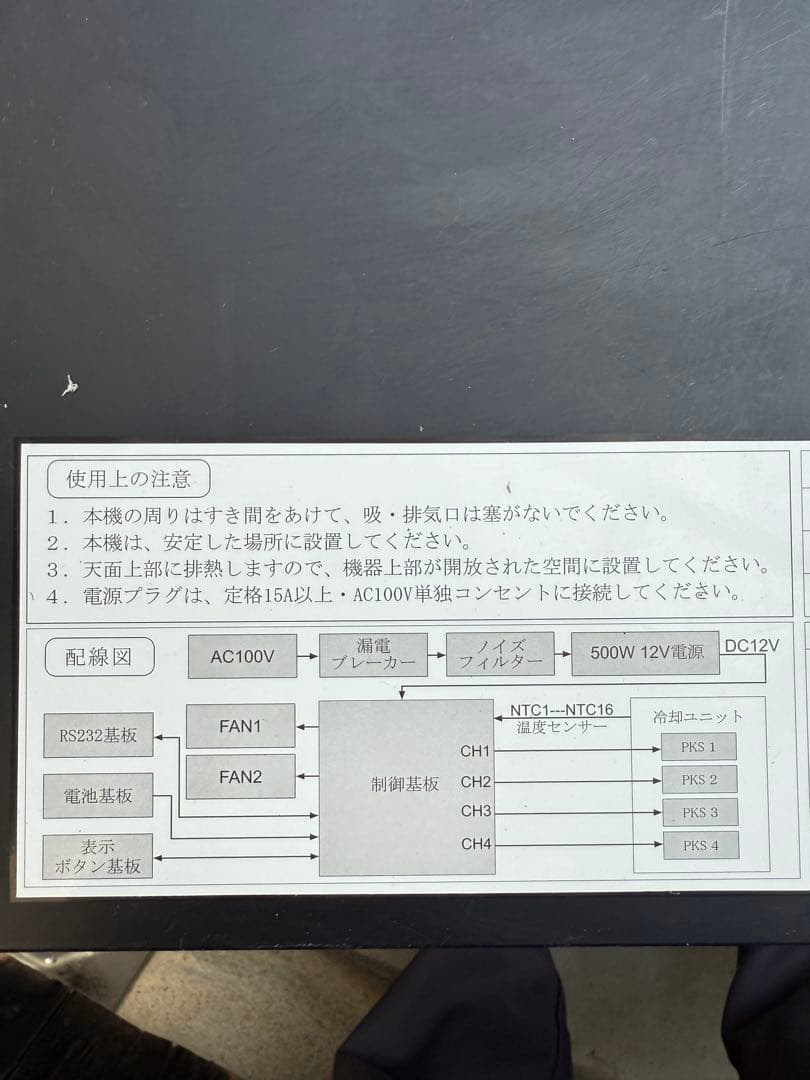 使用上の注意
1．本機の周りはすき間をあけて、吸・排気口は塞がないでください。
2．本機は、安定した場所に設置してください。
3．天面上部に排熱しますので、機器上部が開放された空間に設置してください。
4．電源プラグは、定格15A以上・AC100V単独コンセントに接続してください。
配線図
AC100V
漏電
ブレーカー
ノイズ
フィルター
500W 12V電源
DC12V
RS232基板
電池基板
表示
ボタン基板
FAN1
FAN2
制御基板
CH1
CH2
CH3
CH4
NTC1---NTC16
温度センサー
冷却ユニット
PKS 1
PKS 2
PKS 3
PKS 4